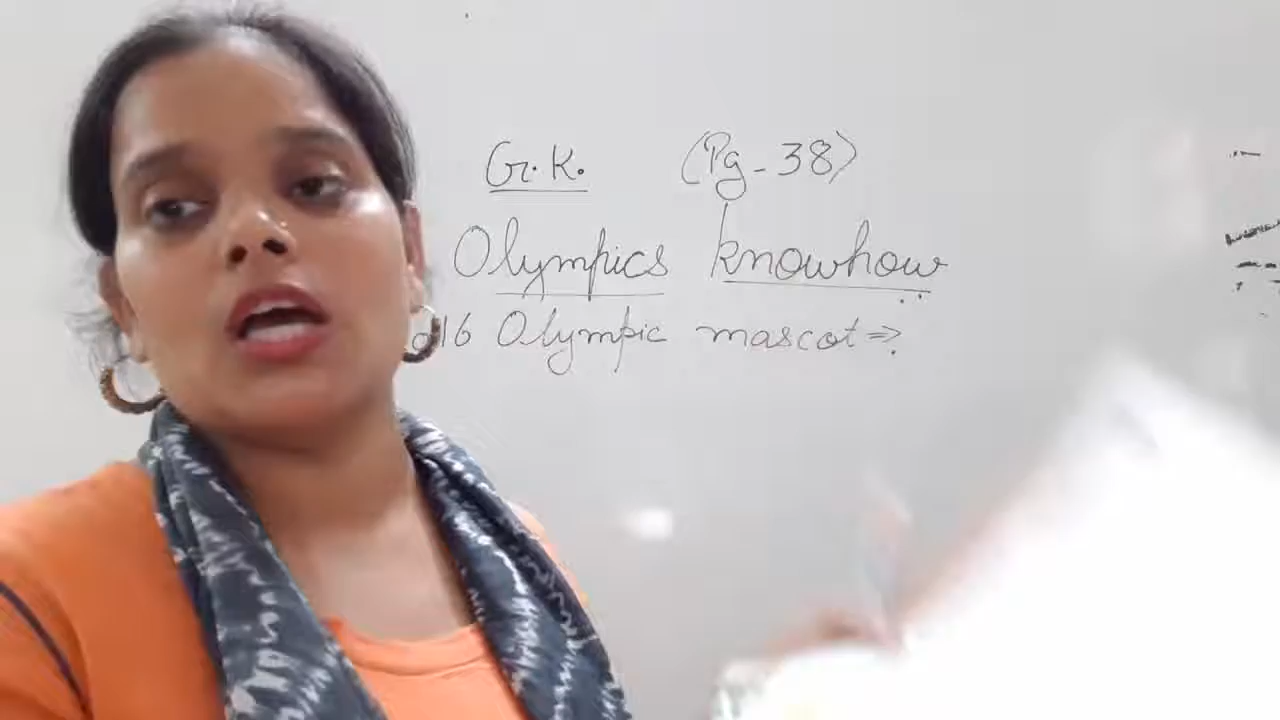 G.K. (Pg-38)
Olympics knowhow
16 Olympic mascot⇒